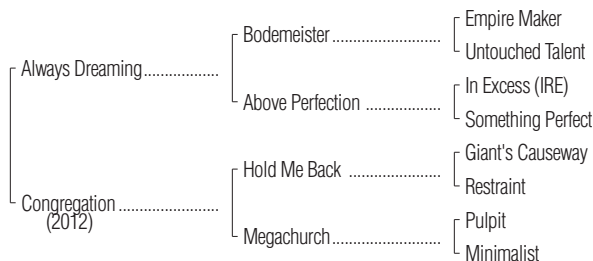 Empire Maker
Bodemeister..............................
Untouched Talent
Always Dreaming..................
In Excess (IRE)
Above Perfection .....................
Something Perfect
Giant's Causeway
Hold Me Back .........................
Restraint
Congregation ........................
(2012)
Pulpit
Megachurch..............................
Minimalist